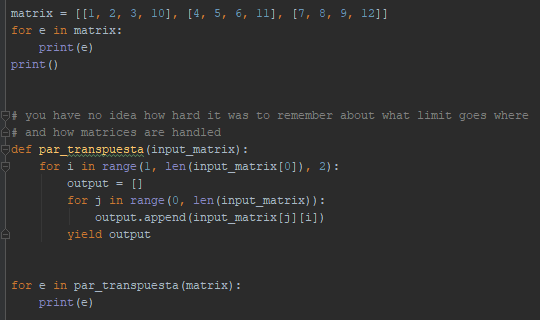 matrix = [[1, 2, 3, 10], [4, 5, 6, 11], [7, 8, 9, 12]]
for e in matrix:
    print(e)
print()
# you have no idea how hard it was to remember about what limit goes where
# and how matrices are handled
def par_transpuesta(input_matrix):
    for i in range(1, len(input_matrix[0]), 2):
        output = []
        for j in range(0, len(input_matrix)):
            output.append(input_matrix[j][i])
        yield output
for e in par_transpuesta(matrix):
    print(e)